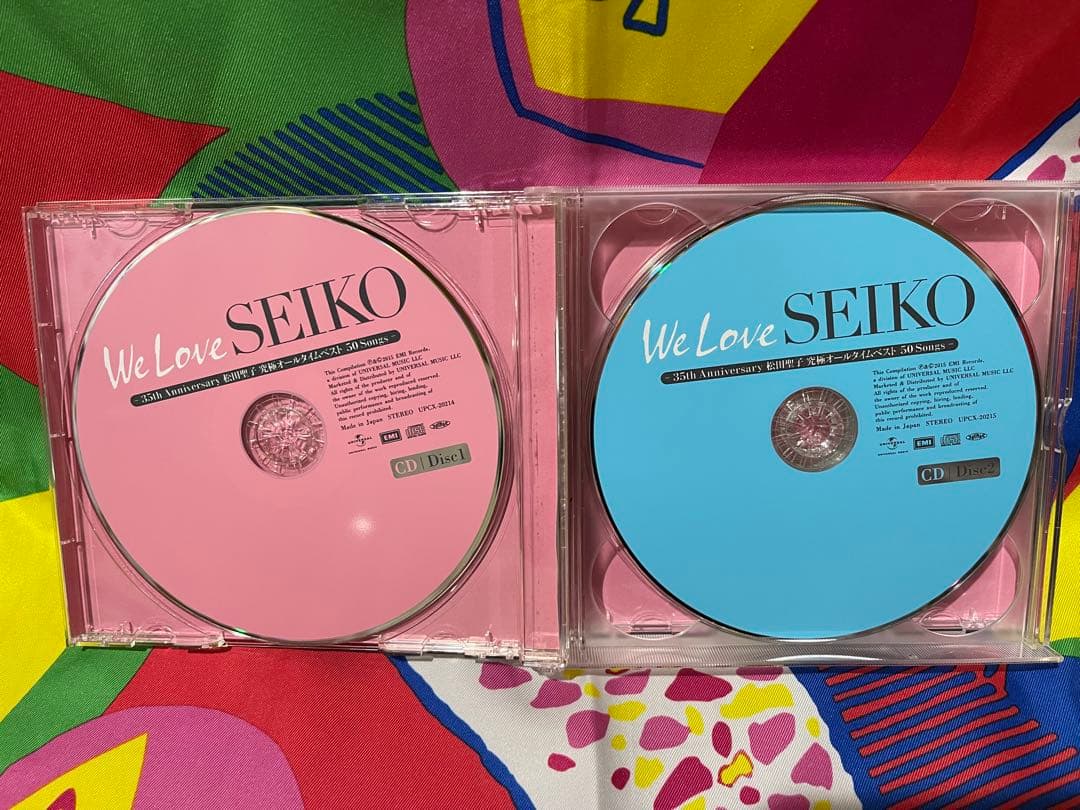 We Love SEIKO
- 35th Anniversary 松田聖子 究極オールタイムベスト 50 Songs -
This Compilation ℗&©2015 EMI Records,
a division of UNIVERSAL MUSIC LLC
Marketed & Distributed by UNIVERSAL MUSIC LLC
All rights of the producer and of
the owner of the work reproduced reserved.
Unauthorized copying, hiring, lending,
public performance and broadcasting of
this record prohibited.
Made in Japan STEREO UPCX-20214
UNIVERSAL MUSIC
EMI
CD Disc1
We Love SEIKO
- 35th Anniversary 松田聖子 究極オールタイムベスト 50 Songs -
This Compilation ℗&©2015 EMI Records,
a division of UNIVERSAL MUSIC LLC
Marketed & Distributed by UNIVERSAL MUSIC LLC
All rights of the producer and of
the owner of the work reproduced reserved.
Unauthorized copying, hiring, lending,
public performance and broadcasting of
this record prohibited.
Made in Japan STEREO UPCX-20215
UNIVERSAL MUSIC
EMI
CD Disc2